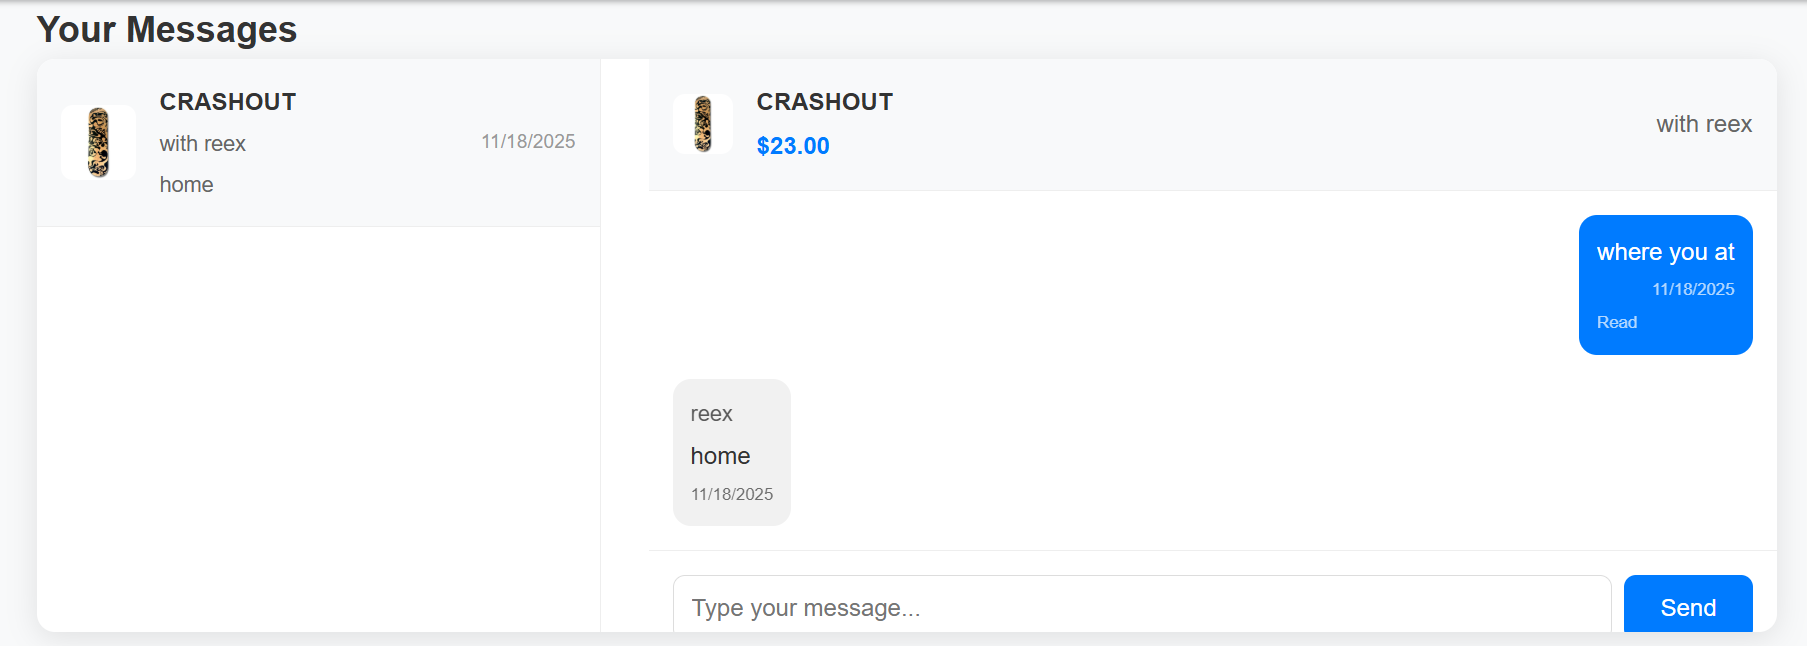 Your Messages
CRASHOUT
with reex
11/18/2025
home
CRASHOUT
$23.00
with reex
where you at
11/18/2025
Read
reex
home
11/18/2025
Type your message...
Send